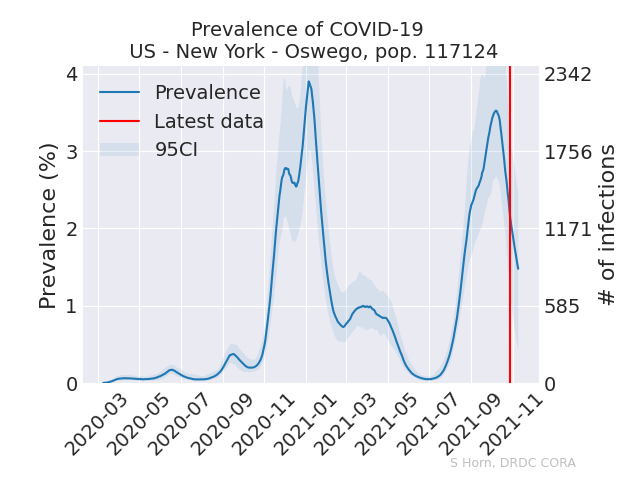 Prevalence of COVID-19
US - New York - Oswego, pop. 117124
Prevalence
Latest data
95CI
Prevalence (%)
4
3
2
1
0
2342
1756
1171
585
0
# of infections
2020-03
2020-05
2020-07
2020-09
2020-11
2021-01
2021-03
2021-05
2021-07
2021-09
2021-11
S Horn, DRDC CORA